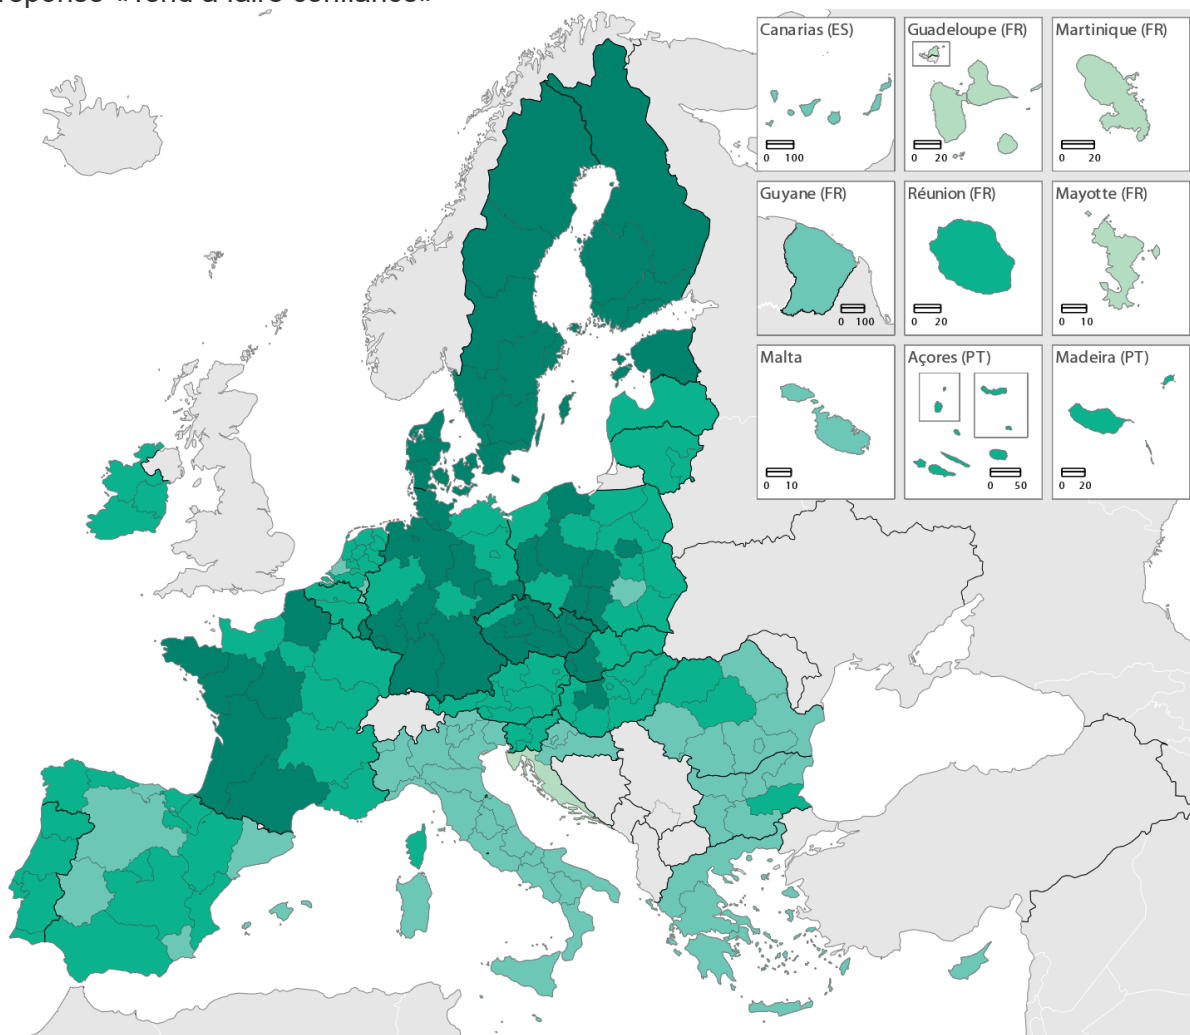 réponse «Tend à faire confiance»
Canarias (ES)
0 100
Guadeloupe (FR)
0 20
Martinique (FR)
0 20
Guyane (FR)
0 100
Réunion (FR)
0 20
Mayotte (FR)
0 10
Malta
0 10
Açores (PT)
0 50
Madeira (PT)
0 20